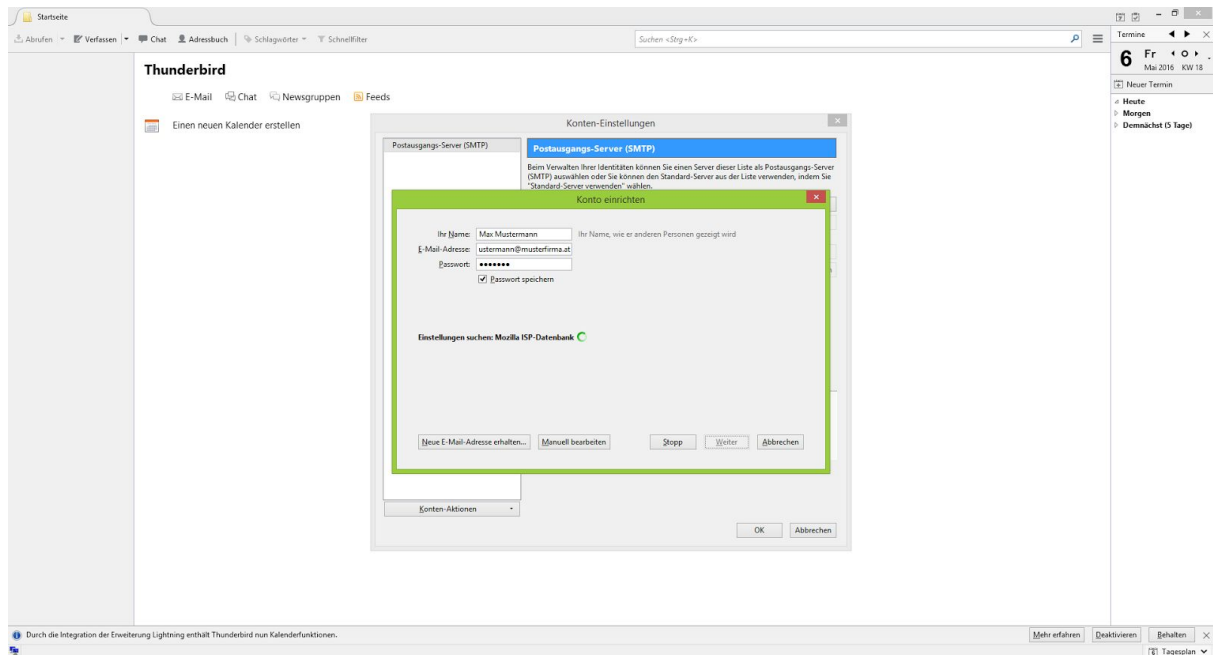 Startseite
Abrufen Verfassen Chat Adressbuch Schlagwörter Schnellfilter Suchen <Strg+K>
Termine
6 Fr
Mai 2016 KW 18
Neuer Termin
Heute
Morgen
Demnächst (5 Tage)
Thunderbird
E-Mail Chat Newsgruppen Feeds
Einen neuen Kalender erstellen
Konten-Einstellungen
Postausgangs-Server (SMTP)
Postausgangs-Server (SMTP)
Beim Verwalten Ihrer Identitäten können Sie einen Server dieser Liste als Postausgangs-Server
(SMTP) auswählen oder Sie können den Standard-Server aus der Liste verwenden, indem Sie
"Standard-Server verwenden" wählen.
Konto einrichten
Ihr Name: Max Mustermann Ihr Name, wie er anderen Personen gezeigt wird
E-Mail-Adresse: ustermann@musterfirma.at
Passwort: •••••••
Passwort speichern
Einstellungen suchen: Mozilla ISP-Datenbank
Neue E-Mail-Adresse erhalten... Manuell bearbeiten Stopp Weiter Abbrechen
Konten-Aktionen
OK Abbrechen
Durch die Integration der Erweiterung Lightning enthält Thunderbird nun Kalenderfunktionen. Mehr erfahren Deaktivieren Behalten
Tagesplan